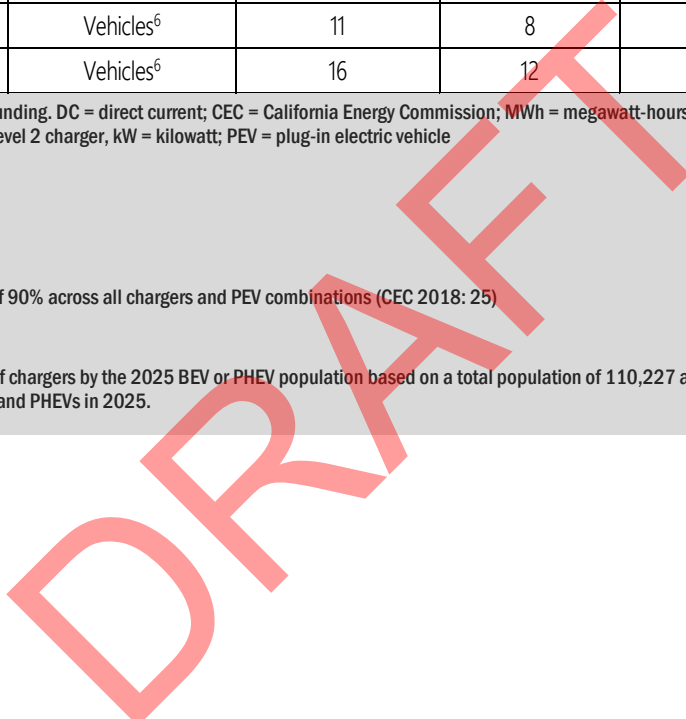 Vehicles⁶ 11 8
Vehicles⁶ 16 12
unding. DC = direct current; CEC = California Energy Commission; MWh = megawatt-hours
evel 2 charger, kW = kilowatt; PEV = plug-in electric vehicle
f 90% across all chargers and PEV combinations (CEC 2018: 25)
f chargers by the 2025 BEV or PHEV population based on a total population of 110,227 a
and PHEVs in 2025.
DRAFT